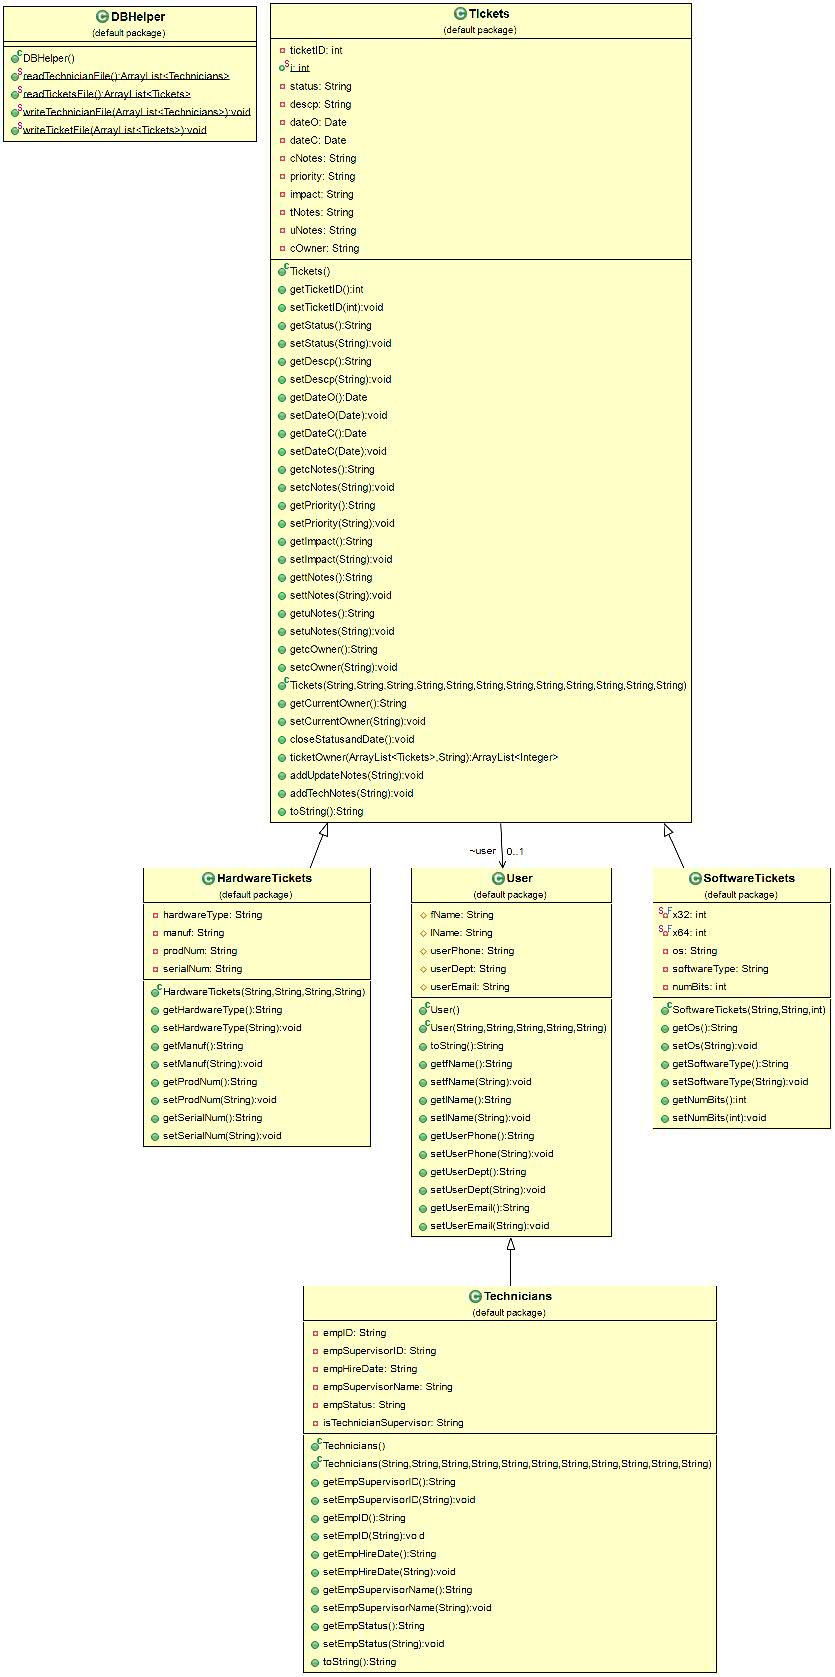 DBHelper
(default package)
DBHelper()
readTechnicianFile():ArrayList<Technicians>
readTicketsFile():ArrayList<Tickets>
writeTechnicianFile(ArrayList<Technicians>):void
writeTicketFile(ArrayList<Tickets>):void
Tickets
(default package)
ticketID: int
i: int
status: String
descp: String
dateO: Date
dateC: Date
cNotes: String
priority: String
impact: String
tNotes: String
uNotes: String
cOwner: String
Tickets()
getTicketID():int
setTicketID(int):void
getStatus():String
setStatus(String):void
getDescp():String
setDescp(String):void
getDateO():Date
setDateO(Date):void
getDateC():Date
setDateC(Date):void
getcNotes():String
setcNotes(String):void
getPriority():String
setPriority(String):void
getImpact():String
setImpact(String):void
gettNotes():String
settNotes(String):void
getuNotes():String
setuNotes(String):void
getcOwner():String
setcOwner(String):void
Tickets(String,String,String,String,String,String,String,String,String,String,String,String)
getCurrentOwner():String
setCurrentOwner(String):void
closeStatusandDate():void
ticketOwner(ArrayList<Tickets>,String):ArrayList<Integer>
addUpdateNotes(String):void
addTechNotes(String):void
toString():String
~user 0..1
HardwareTickets
(default package)
hardwareType: String
manuf: String
prodNum: String
serialNum: String
HardwareTickets(String,String,String,String)
getHardwareType():String
setHardwareType(String):void
getManuf():String
setManuf(String):void
getProdNum():String
setProdNum(String):void
getSerialNum():String
setSerialNum(String):void
User
(default package)
fName: String
lName: String
userPhone: String
userDept: String
userEmail: String
User()
User(String,String,String,String,String)
toString():String
getfName():String
setfName(String):void
getlName():String
setlName(String):void
getUserPhone():String
setUserPhone(String):void
getUserDept():String
setUserDept(String):void
getUserEmail():String
setUserEmail(String):void
SoftwareTickets
(default package)
x32: int
x64: int
os: String
softwareType: String
numBits: int
SoftwareTickets(String,String,int)
getOs():String
setOs(String):void
getSoftwareType():String
setSoftwareType(String):void
getNumBits():int
setNumBits(int):void
Technicians
(default package)
empID: String
empSupervisorID: String
empHireDate: String
empSupervisorName: String
empStatus: String
isTechnicianSupervisor: String
Technicians()
Technicians(String,String,String,String,String,String,String,String,String,String,String)
getEmpSupervisorID():String
setEmpSupervisorID(String):void
getEmpID():String
setEmpID(String):void
getEmpHireDate():String
setEmpHireDate(String):void
getEmpSupervisorName():String
setEmpSupervisorName(String):void
getEmpStatus():String
setEmpStatus(String):void
toString():String